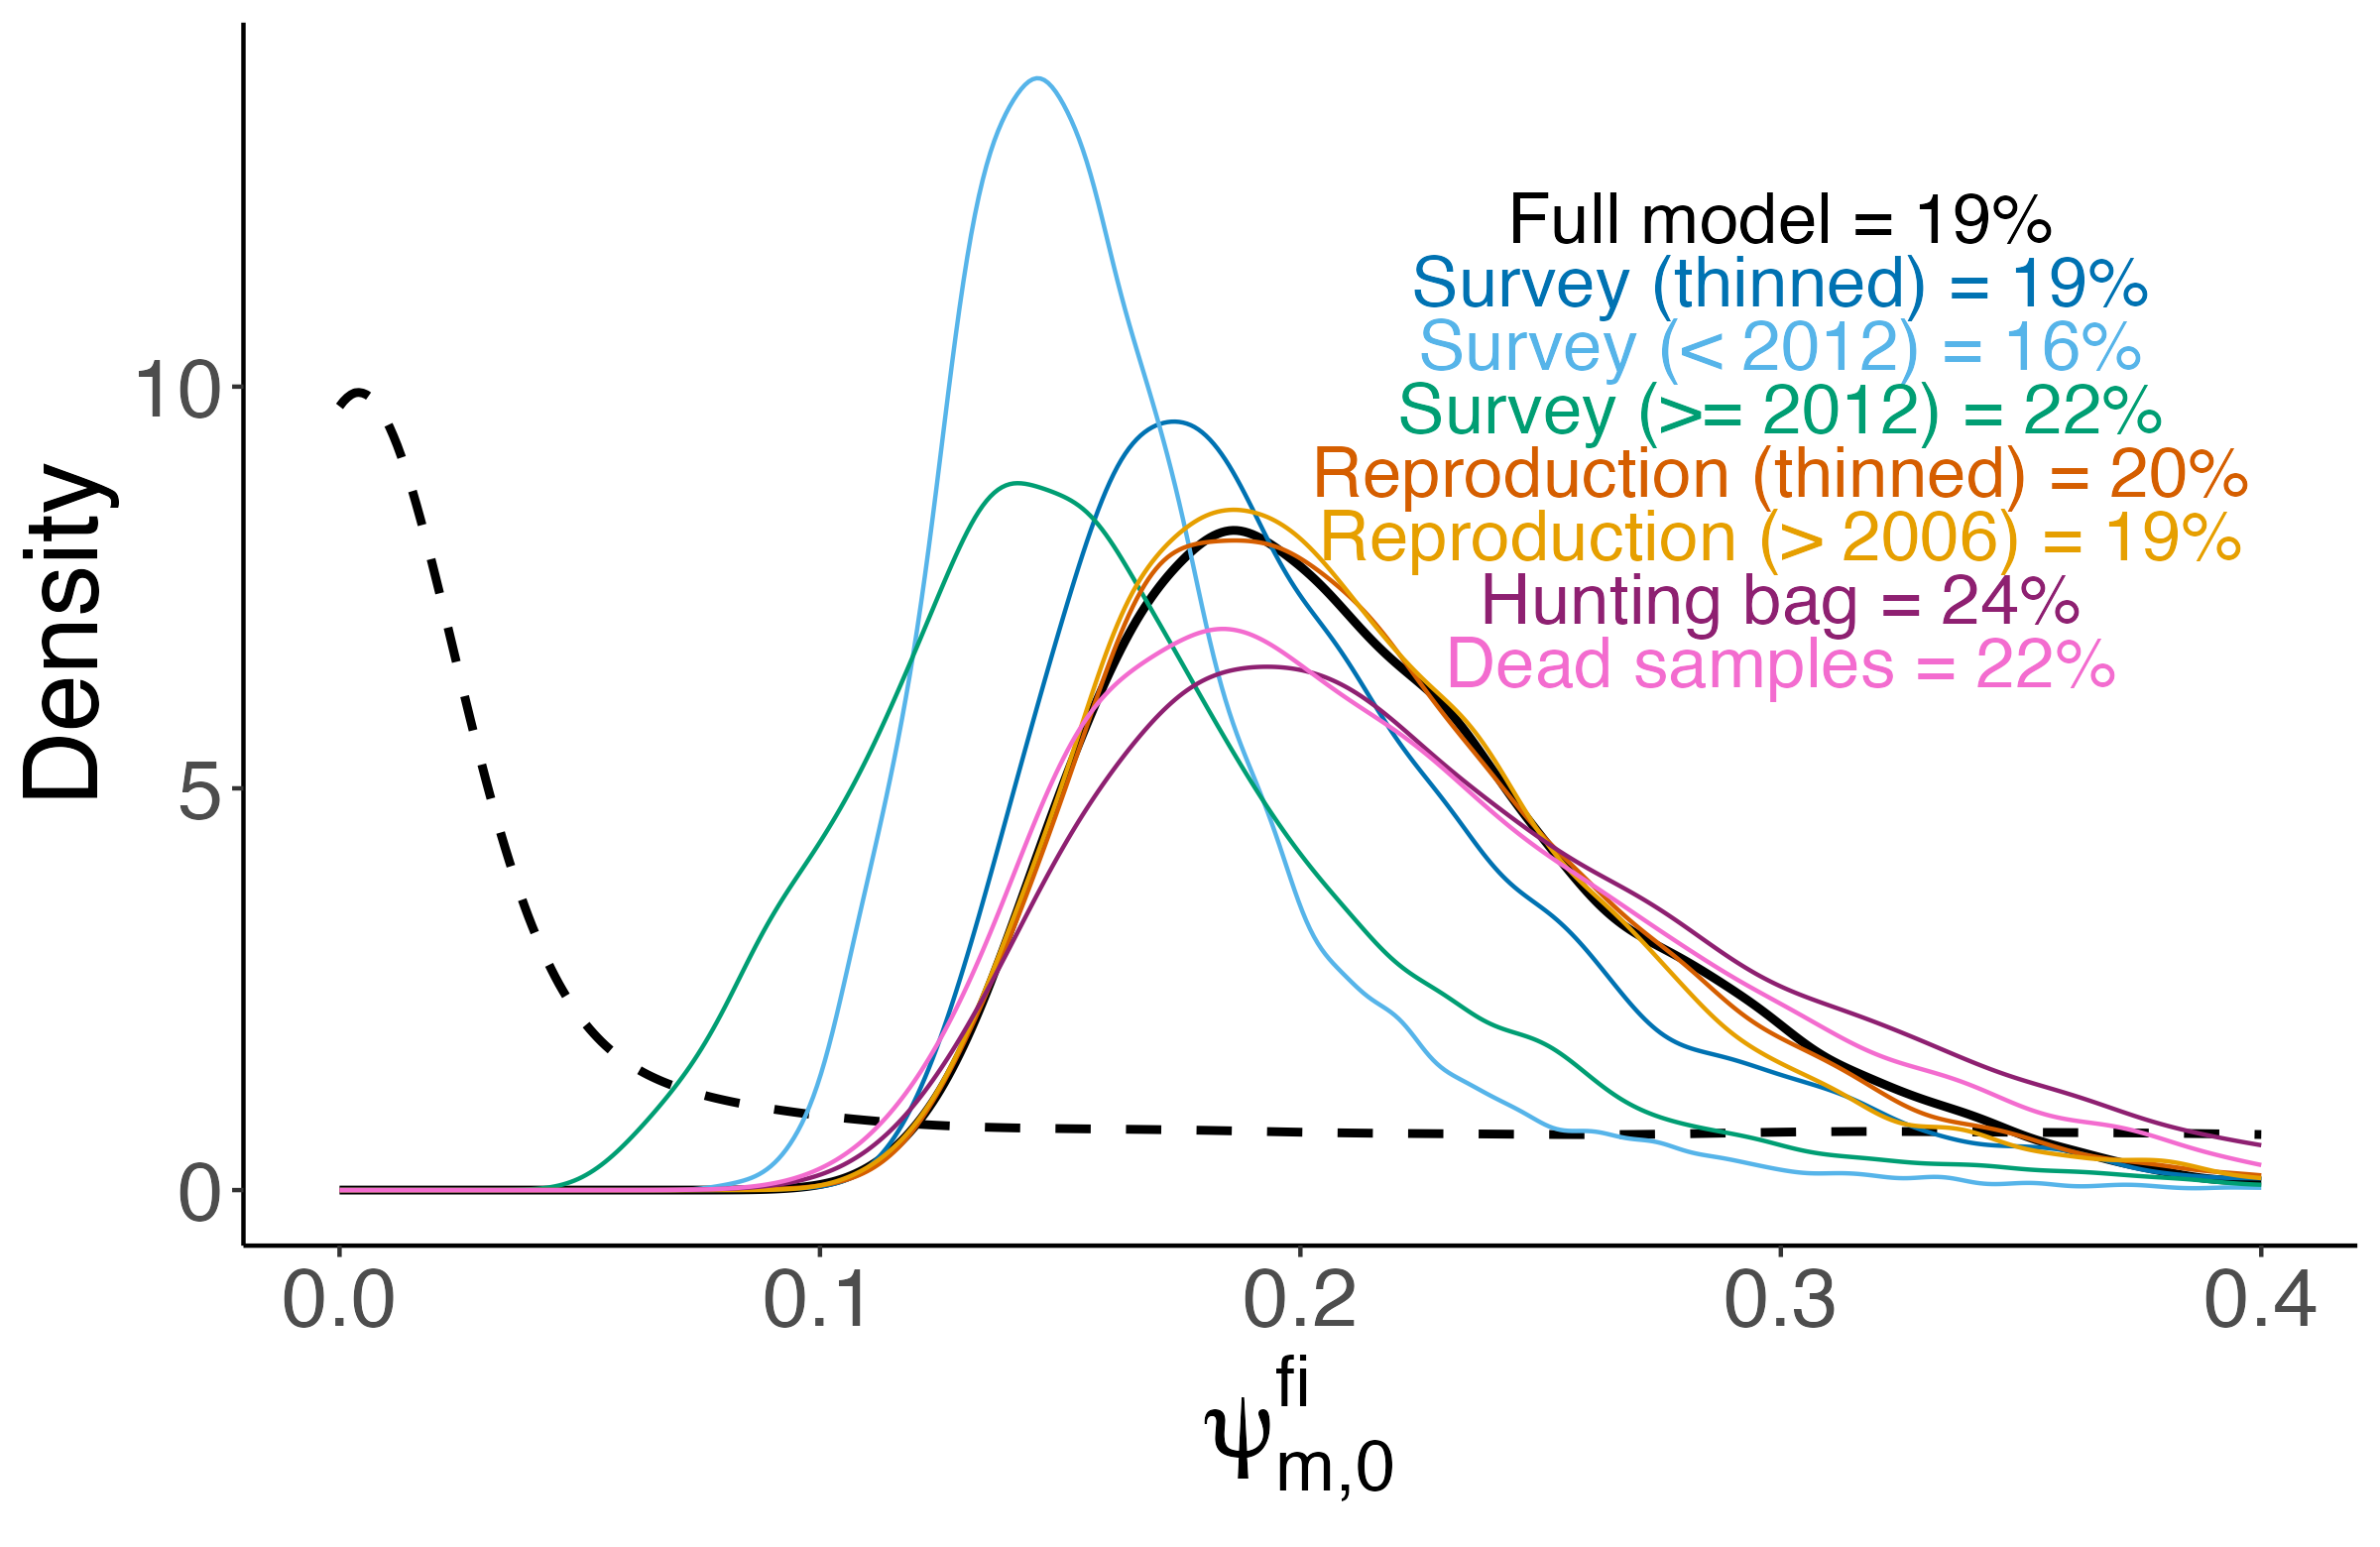 Full model = 19%
Survey (thinned) = 19%
Survey (< 2012) = 16%
Survey (>= 2012) = 22%
Reproduction (thinned) = 20%
Reproduction (> 2006) = 19%
Hunting bag = 24%
Dead samples = 22%
10
5
0
Density
0.0 0.1 0.2 0.3 0.4
ψ fi m,0